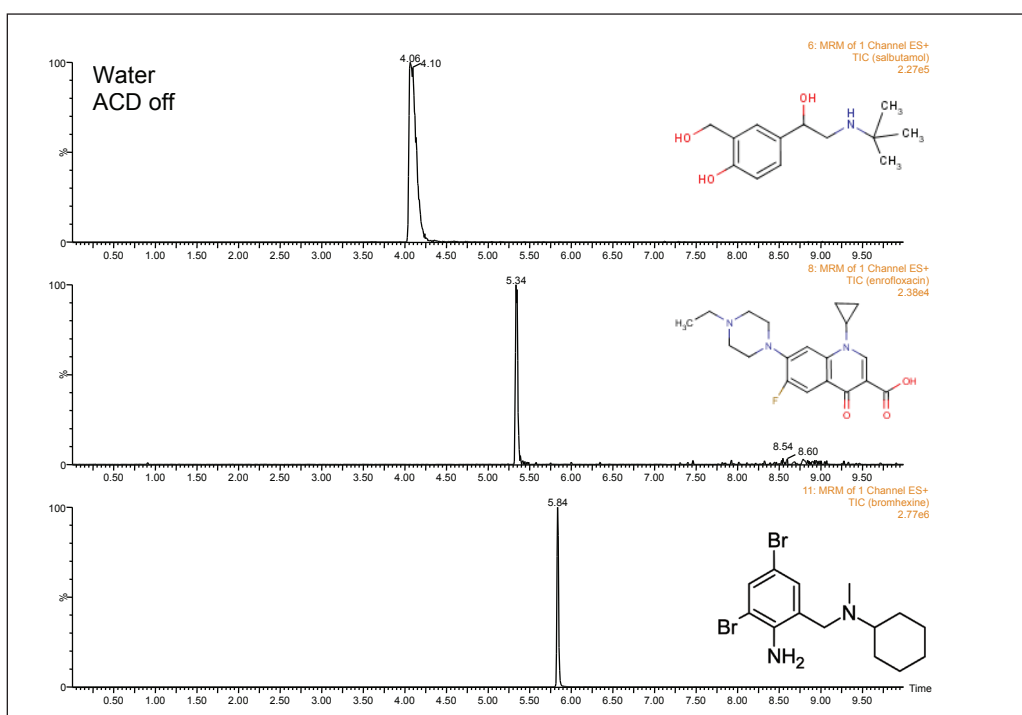 6: MRM of 1 Channel ES+
TIC (salbutamol)
2.27e5
Water
ACD off
100
%
0
4.06
4.10
OH
H
N
CH3
CH3
CH3
HO
HO
0.50 1.00 1.50 2.00 2.50 3.00 3.50 4.00 4.50 5.00 5.50 6.00 6.50 7.00 7.50 8.00 8.50 9.00 9.50
8: MRM of 1 Channel ES+
TIC (enrofloxacin)
2.38e4
100
%
0
5.34
8.54
8.60
H3C
N
N
N
F
O
O
OH
0.50 1.00 1.50 2.00 2.50 3.00 3.50 4.00 4.50 5.00 5.50 6.00 6.50 7.00 7.50 8.00 8.50 9.00 9.50
11: MRM of 1 Channel ES+
TIC (bromhexine)
2.77e6
100
%
0
5.84
Br
Br
N
NH2
0.50 1.00 1.50 2.00 2.50 3.00 3.50 4.00 4.50 5.00 5.50 6.00 6.50 7.00 7.50 8.00 8.50 9.00 9.50
Time